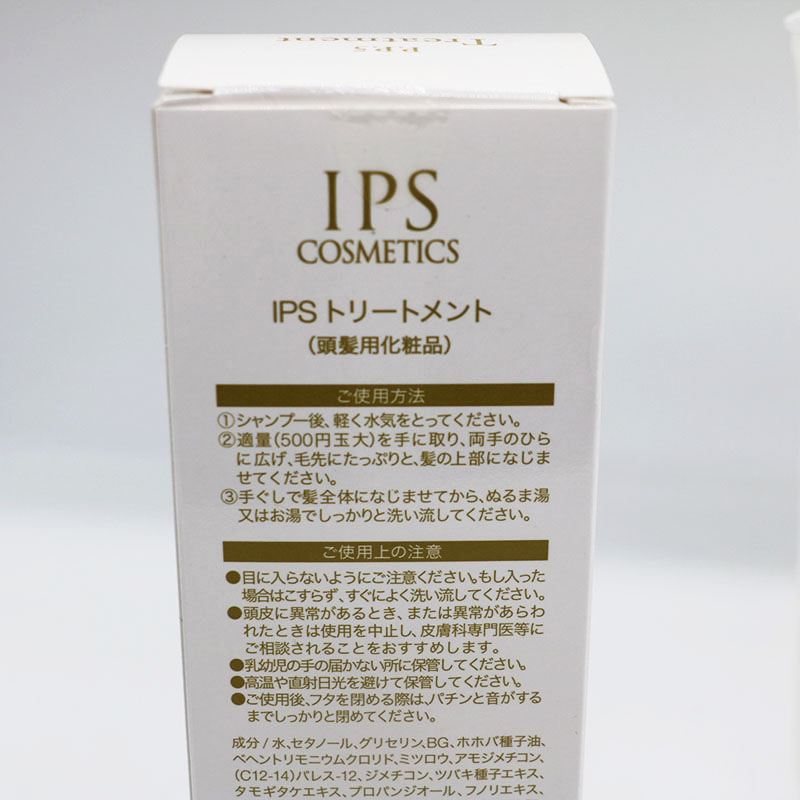 P.P.S
Treatment
IPS
COSMETICS
IPS トリートメント
（頭髪用化粧品）
ご使用方法
①シャンプー後、軽く水気をとってください。
②適量（500円玉大）を手に取り、両手のひら
に広げ、毛先にたっぷりと、髪の上部になじま
せてください。
③手ぐしで髪全体になじませてから、ぬるま湯
又はお湯でしっかりと洗い流してください。
ご使用上の注意
●目に入らないようにご注意ください。もし入った
場合はこすらず、すぐによく洗い流してください。
●頭皮に異常があるとき、または異常があらわ
れたときは使用を中止し、皮膚科専門医等に
ご相談されることをおすすめします。
●乳幼児の手の届かない所に保管してください。
●高温や直射日光を避けて保管してください。
●ご使用後、フタを閉める際は、パチンと音がする
までしっかりと閉めてください。
成分/水、セタノール、グリセリン、BG、ホホバ種子油、
ベヘントリモニウムクロリド、ミツロウ、アモジメチコン、
(C12-14)パレス-12、ジメチコン、ツバキ種子エキス、
タモギタケエキス、プロパンジオール、フノリエキス、